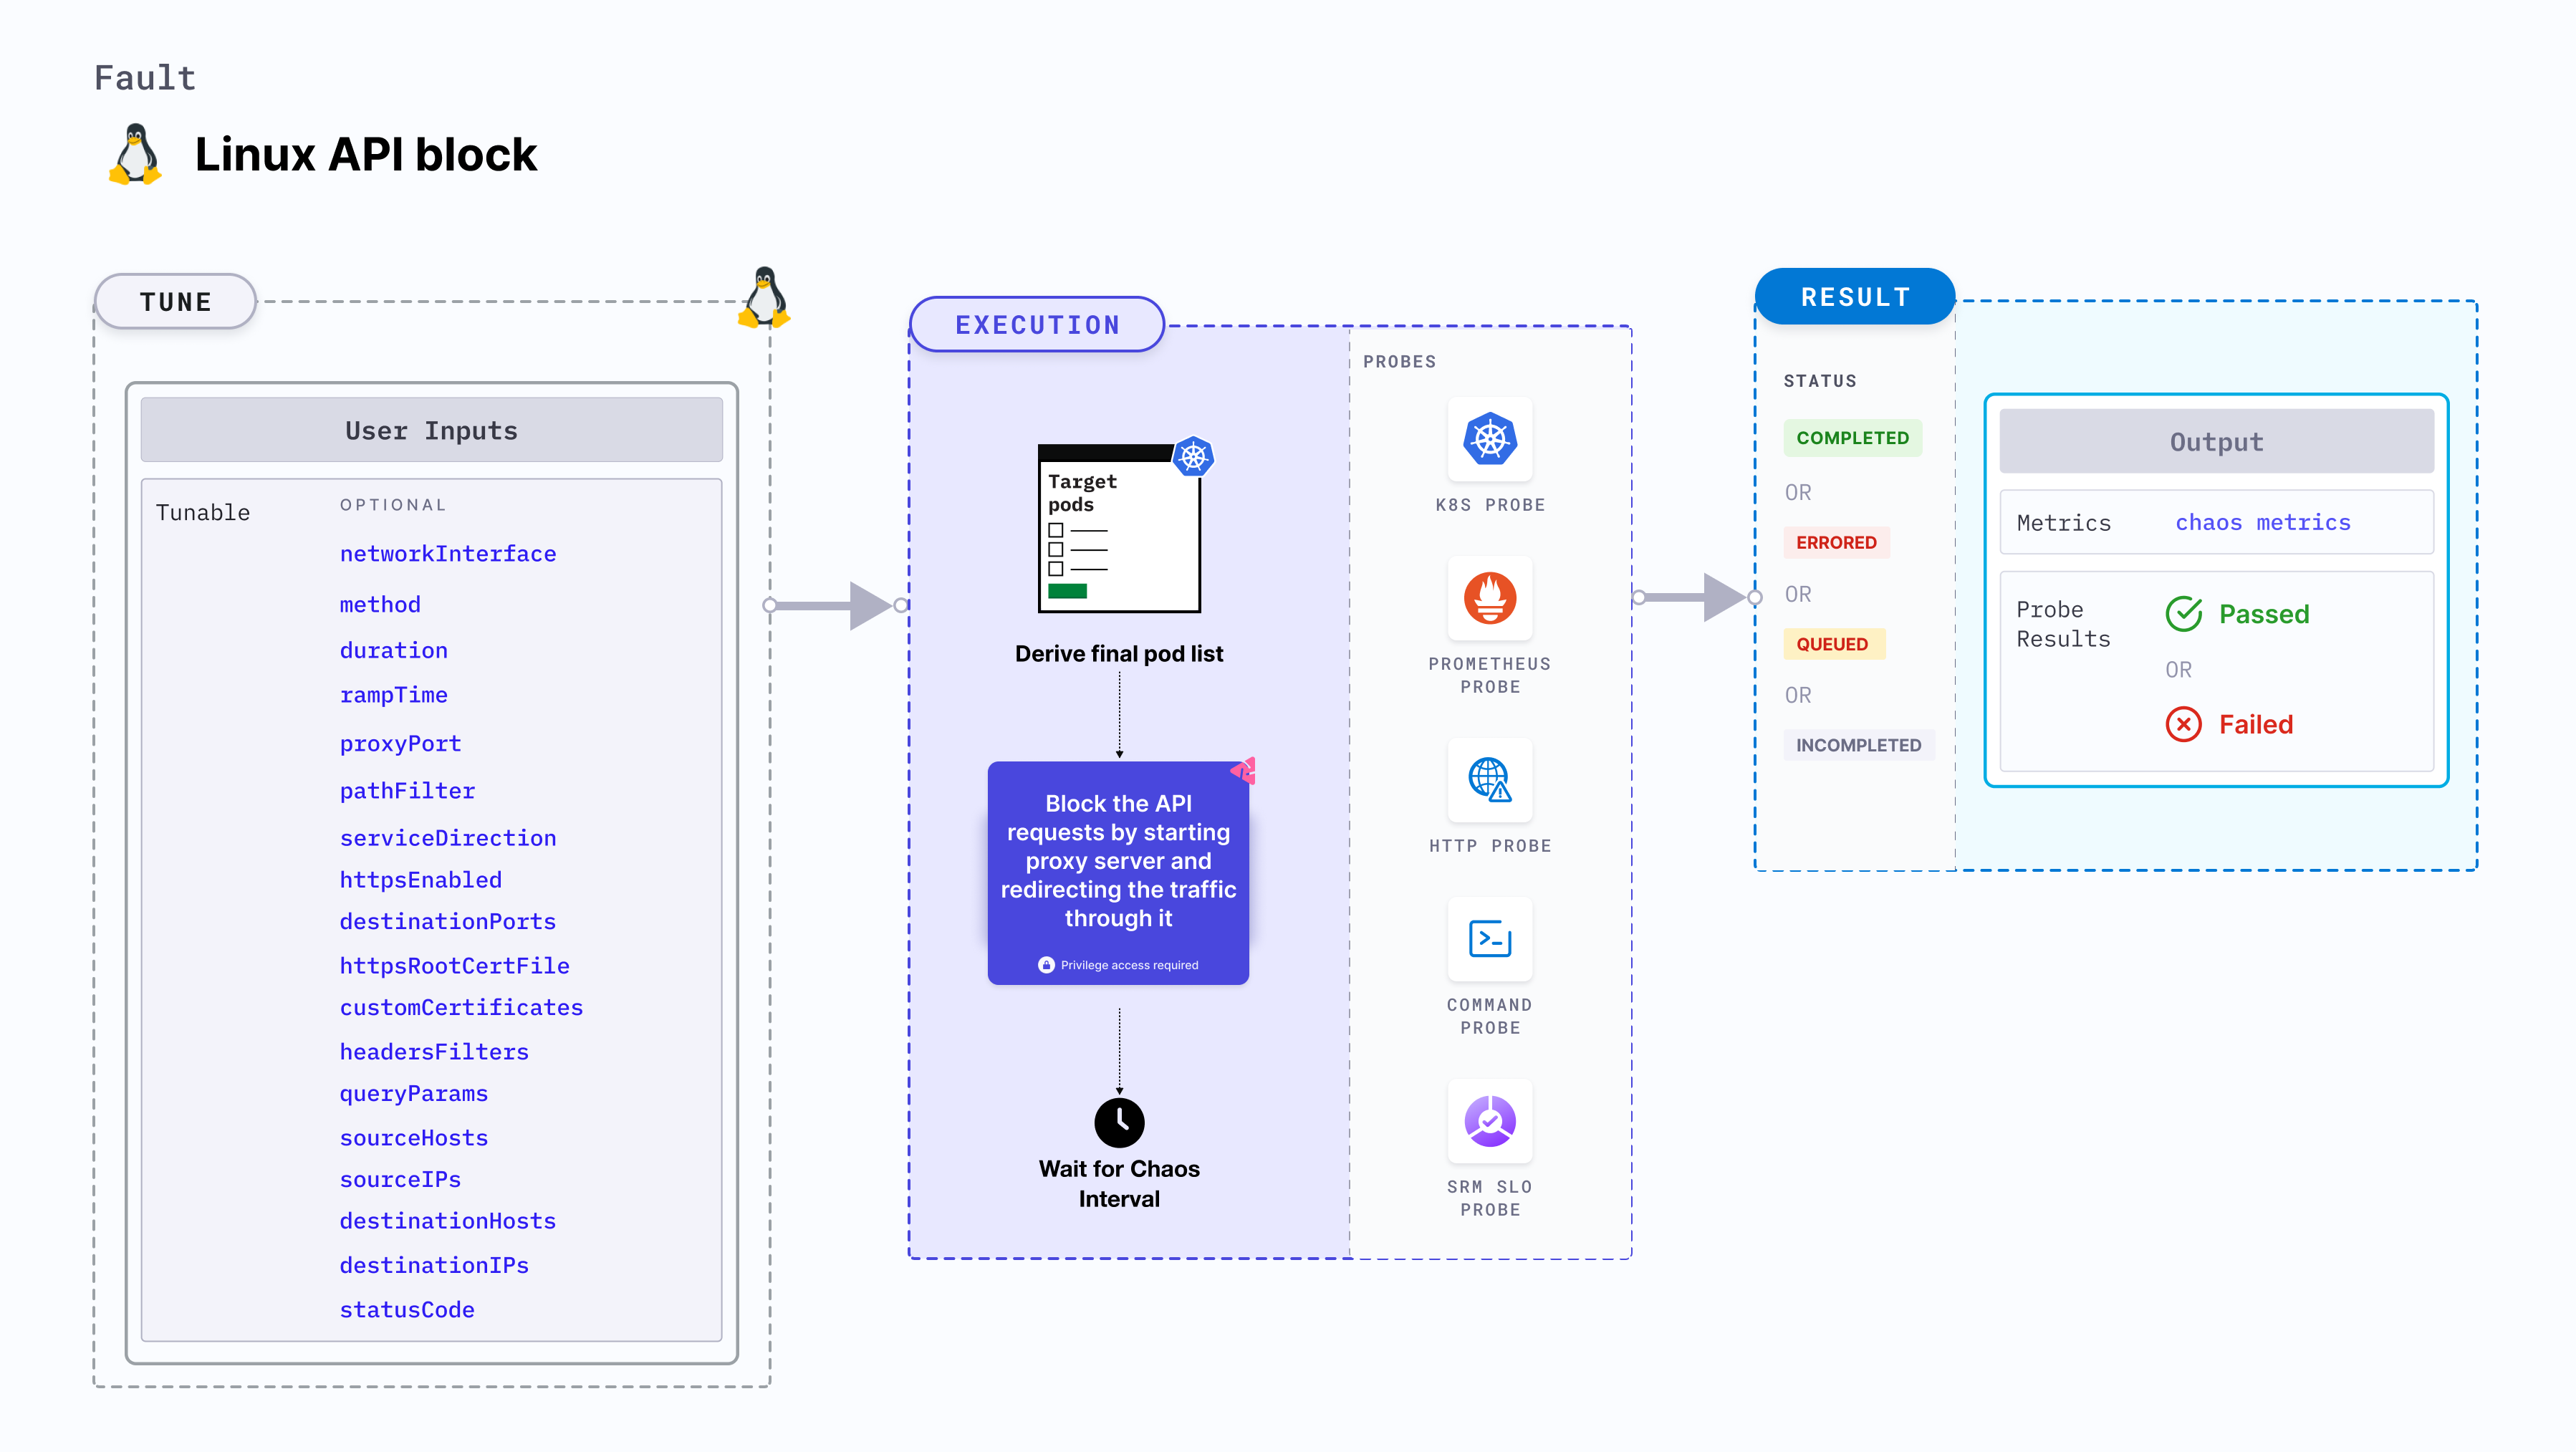 Fault
Linux API block
TUNE
User Inputs
Tunable
OPTIONAL
networkInterface
method
duration
rampTime
proxyPort
pathFilter
serviceDirection
httpsEnabled
destinationPorts
httpsRootCertFile
customCertificates
headersFilters
queryParams
sourceHosts
sourceIPs
destinationHosts
destinationIPs
statusCode
EXECUTION
Target
pods
Derive final pod list
Block the API
requests by starting
proxy server and
redirecting the traffic
through it
Privilege access required
Wait for Chaos
Interval
PROBES
K8S PROBE
PROMETHEUS
PROBE
HTTP PROBE
COMMAND
PROBE
SRM SLO
PROBE
RESULT
STATUS
COMPLETED
OR
ERRORED
OR
QUEUED
OR
INCOMPLETED
Output
Metrics
chaos metrics
Probe
Results
Passed
OR
Failed